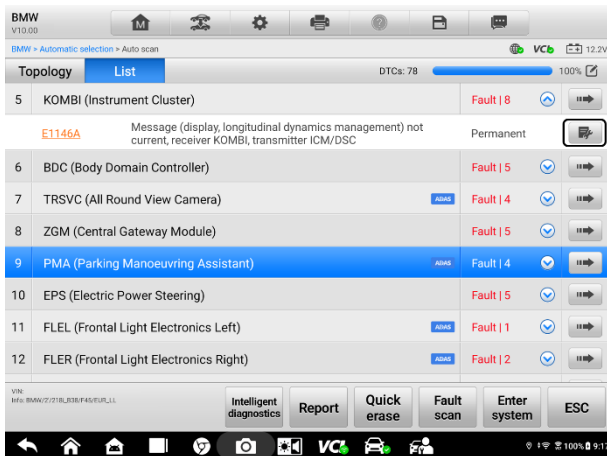 BMW
V10.00
BMW > Automatic selection > Auto scan
VCI
12.2V
Topology
List
DTCs: 78
100%
5 KOMBI (Instrument Cluster) Fault | 8
E1146A Message (display, longitudinal dynamics management) not Permanent
current, receiver KOMBI, transmitter ICM/DSC
6 BDC (Body Domain Controller) Fault | 5
7 TRSVC (All Round View Camera) ADAS Fault | 4
8 ZGM (Central Gateway Module) Fault | 5
9 PMA (Parking Manoeuvring Assistant) ADAS Fault | 4
10 EPS (Electric Power Steering) Fault | 5
11 FLEL (Frontal Light Electronics Left) ADAS Fault | 1
12 FLER (Frontal Light Electronics Right) ADAS Fault | 2
VIN:
Info: BMW/'2'/218i_B38/F45/EUR_LL
Intelligent
diagnostics
Report
Quick
erase
Fault
scan
Enter
system
ESC
VCI
100% 9:17